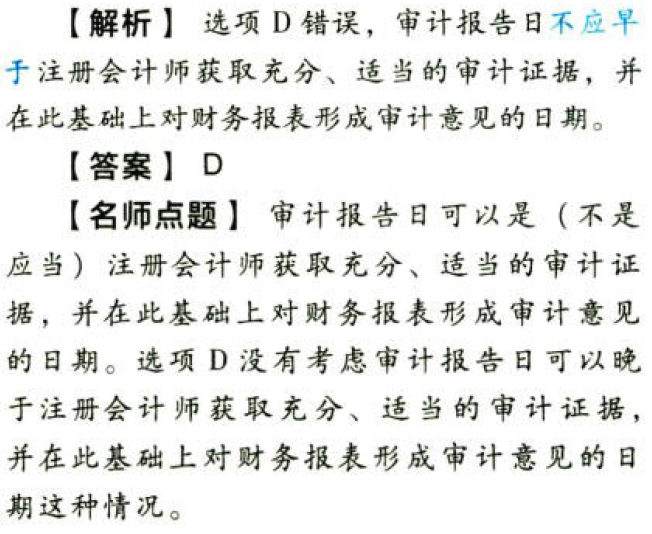 【解析】 选项 D 错误，审计报告日不应早
于注册会计师获取充分、适当的审计证据，并
在此基础上对财务报表形成审计意见的日期。
【答案】 D
【名师点题】 审计报告日可以是（不是
应当）注册会计师获取充分、适当的审计证
据，并在此基础上对财务报表形成审计意见
的日期。选项 D 没有考虑审计报告日可以晚
于注册会计师获取充分、适当的审计证据，
并在此基础上对财务报表形成审计意见的日
期这种情况。